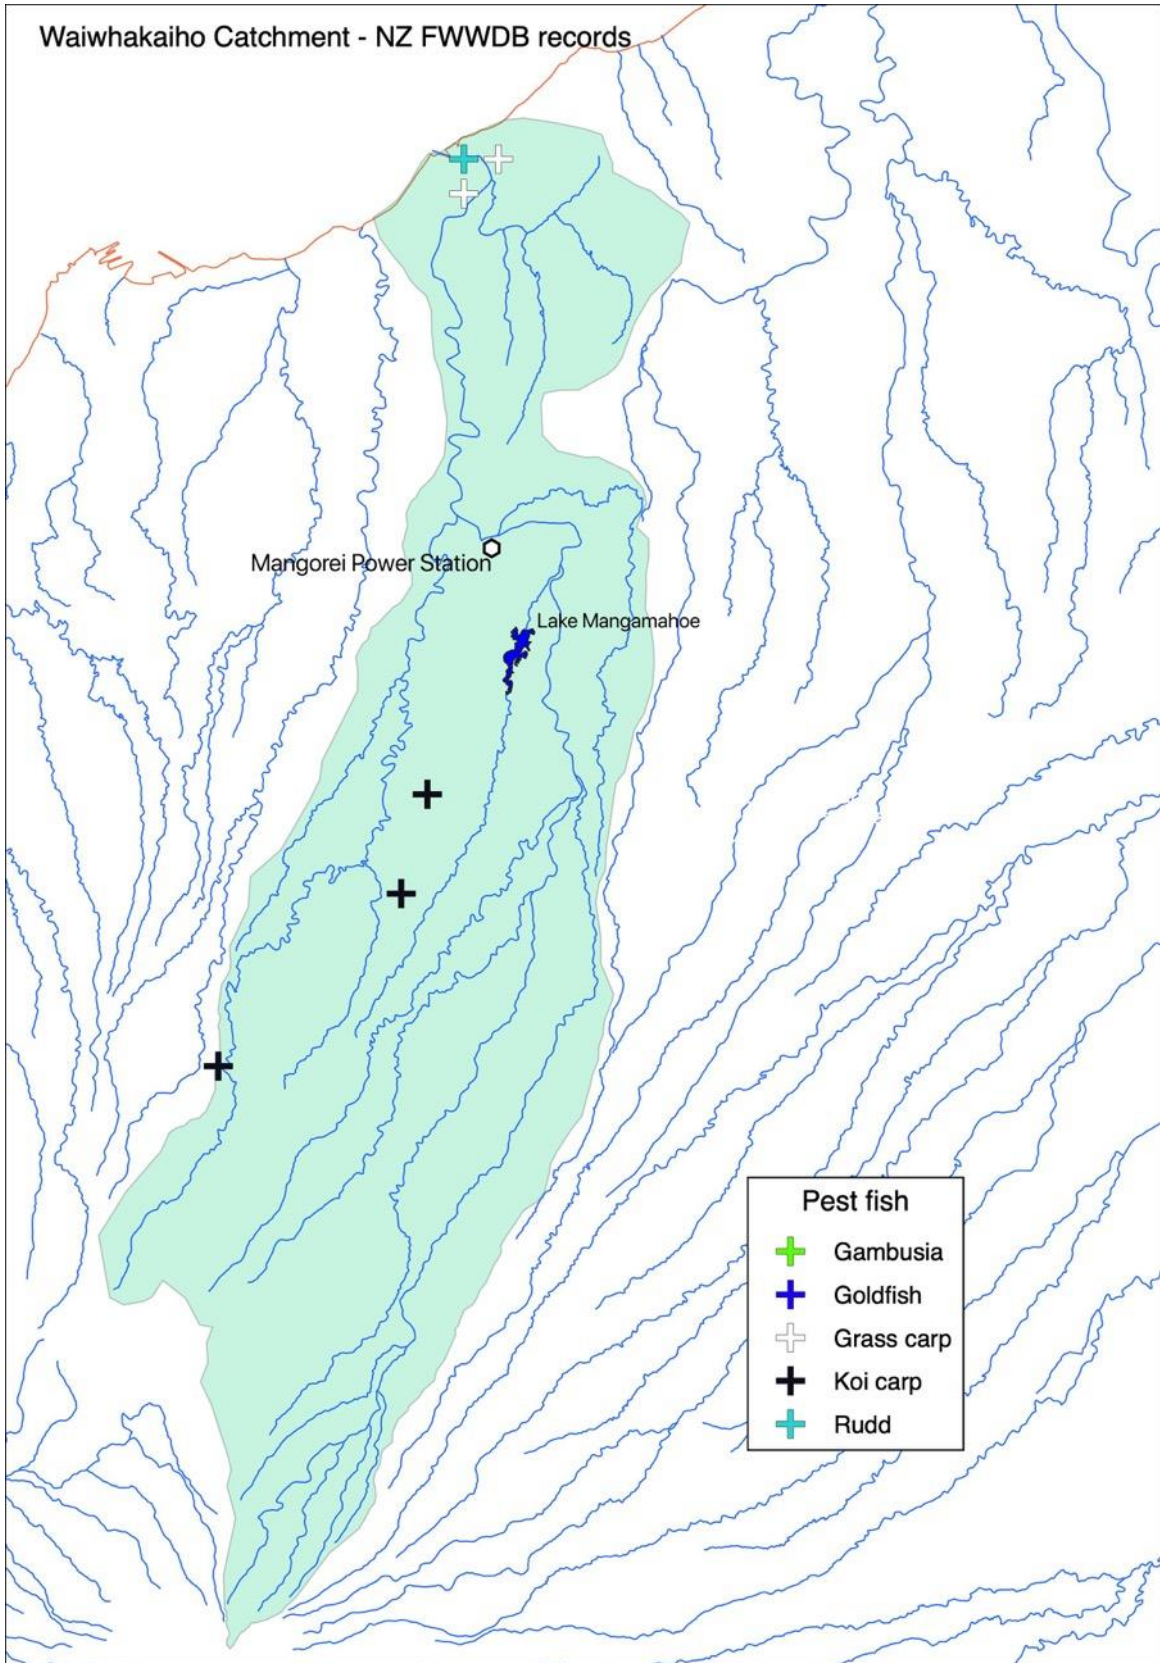 Waiwhakaiho Catchment - NZ FWWDB records
Mangorei Power Station
Lake Mangamahoe
Pest fish
Gambusia
Goldfish
Grass carp
Koi carp
Rudd